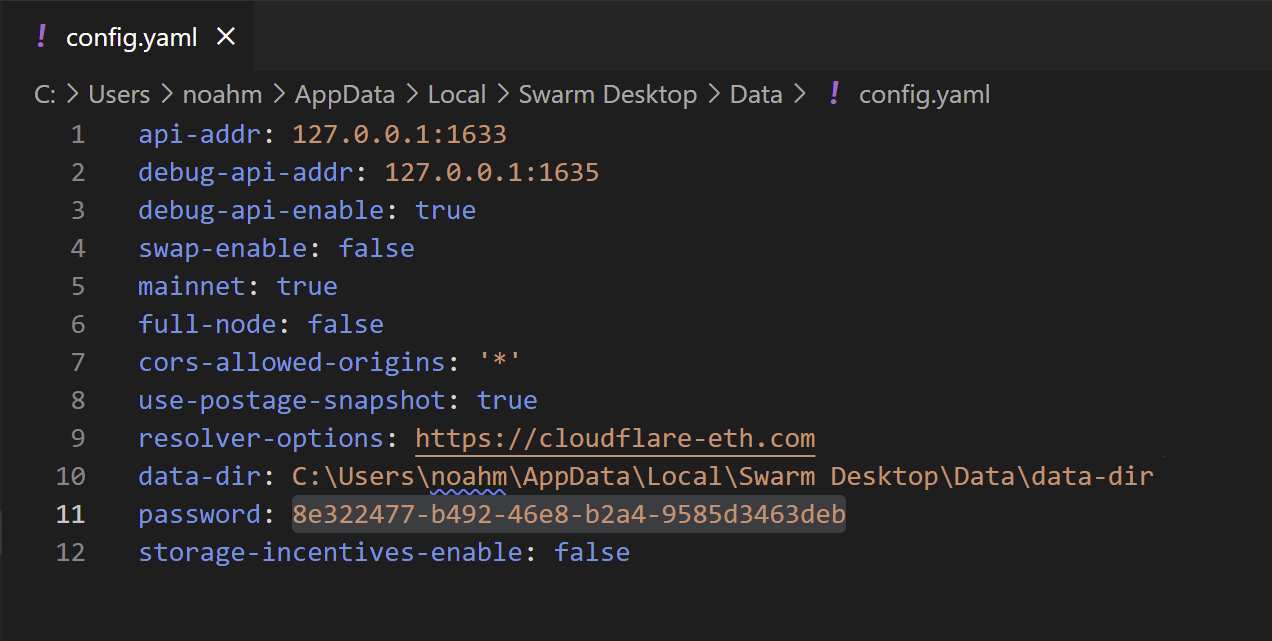 ! config.yaml ×
C: > Users > noahm > AppData > Local > Swarm Desktop > Data > ! config.yaml
1 api-addr: 127.0.0.1:1633
2 debug-api-addr: 127.0.0.1:1635
3 debug-api-enable: true
4 swap-enable: false
5 mainnet: true
6 full-node: false
7 cors-allowed-origins: '*'
8 use-postage-snapshot: true
9 resolver-options: https://cloudflare-eth.com
10 data-dir: C:\Users\noahm\AppData\Local\Swarm Desktop\Data\data-dir
11 password: 8e322477-b492-46e8-b2a4-9585d3463deb
12 storage-incentives-enable: false